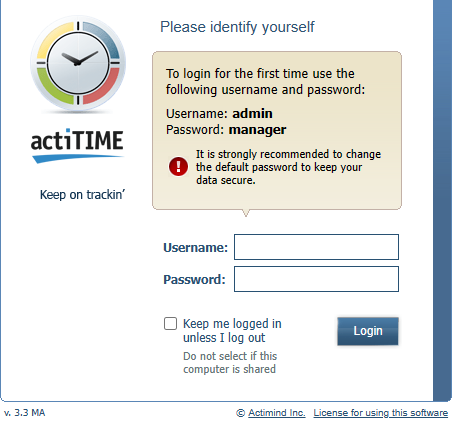 Please identify yourself
To login for the first time use the
following username and password:
Username: admin
Password: manager
It is strongly recommended to change
the default password to keep your
data secure.
actiTIME
Keep on trackin’
Username:
Password:
Keep me logged in
unless I log out
Login
Do not select if this
computer is shared
v. 3.3 MA
© Actimind Inc. License for using this software